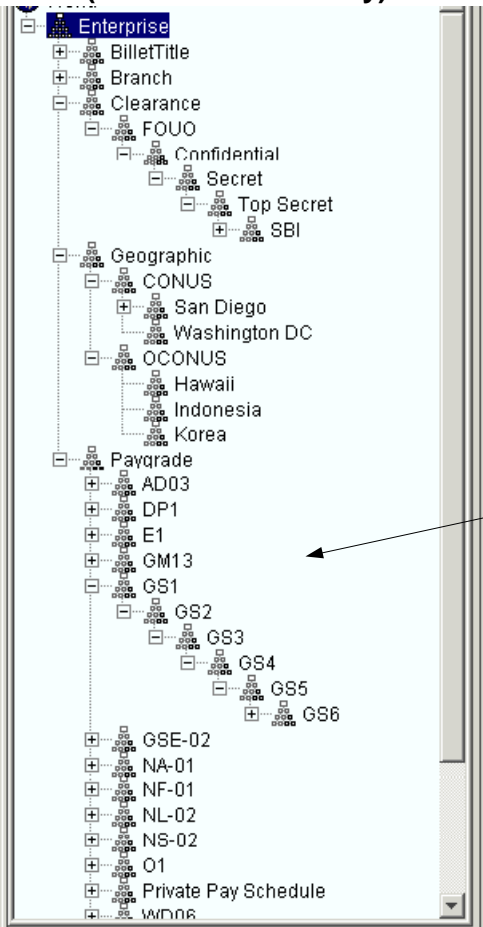 Enterprise
BilletTitle
Branch
Clearance
FOUO
Confidential
Secret
Top Secret
SBI
Geographic
CONUS
San Diego
Washington DC
OCONUS
Hawaii
Indonesia
Korea
Paygrade
AD03
DP1
E1
GM13
GS1
GS2
GS3
GS4
GS5
GS6
GSE-02
NA-01
NF-01
NL-02
NS-02
O1
Private Pay Schedule
WD06